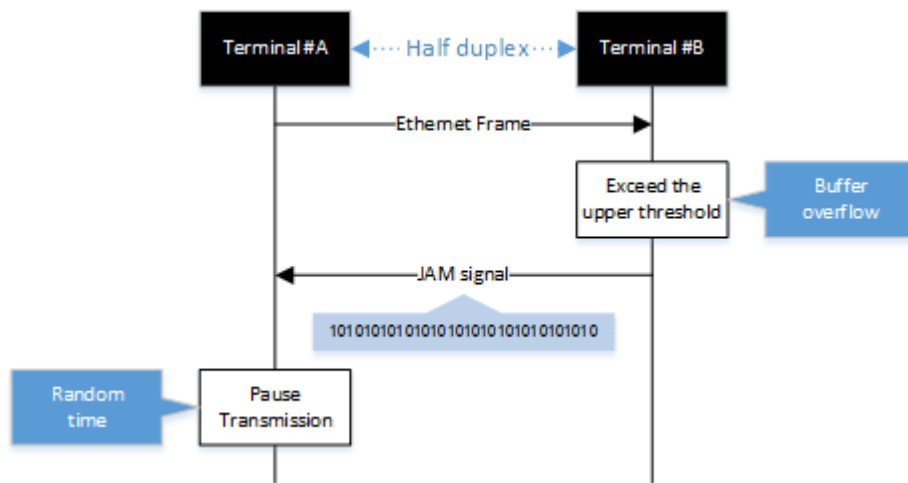 Terminal #A
Half duplex
Terminal #B
Ethernet Frame
Exceed the
upper threshold
Buffer
overflow
JAM signal
10101010101010101010101010101010
Random
time
Pause
Transmission